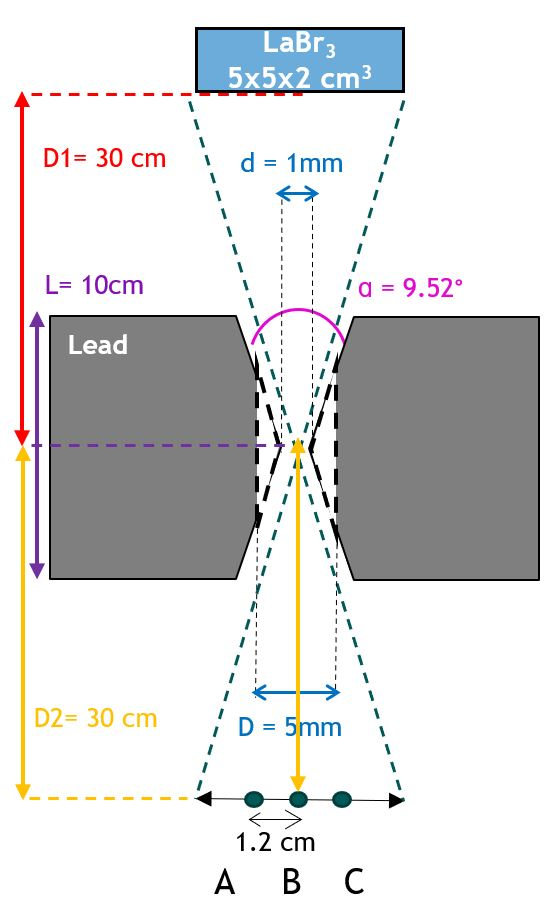 LaBr₃
5x5x2 cm³
D1= 30 cm
d = 1mm
L= 10cm
ɑ = 9.52°
Lead
D2= 30 cm
D = 5mm
1.2 cm
A B C